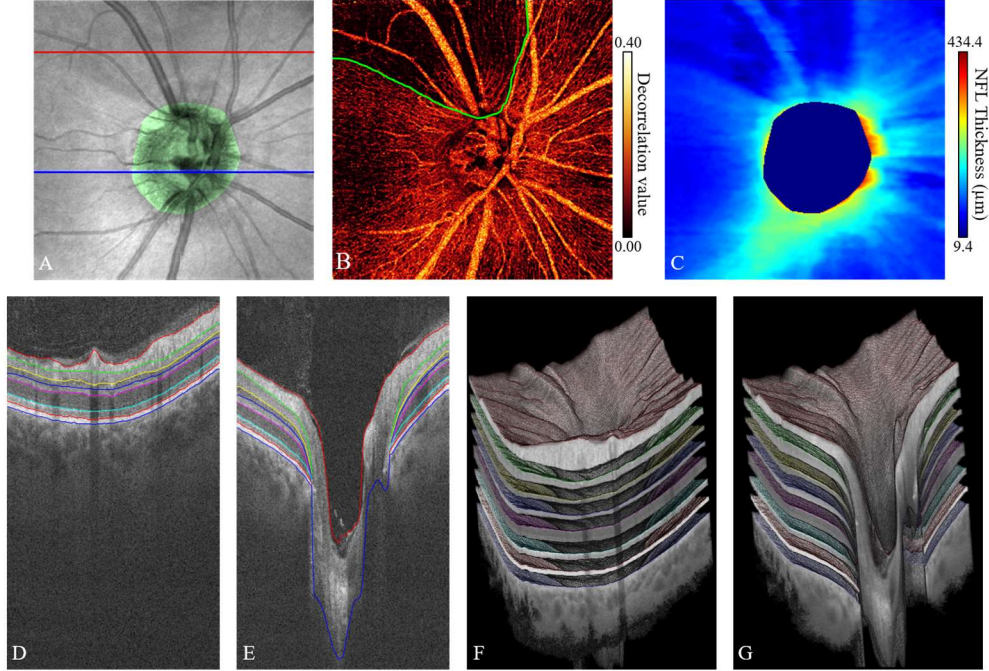 A
B
0.40
Decorrelation value
0.00
C
434.4
NFL Thickness (μm)
9.4
D
E
F
G